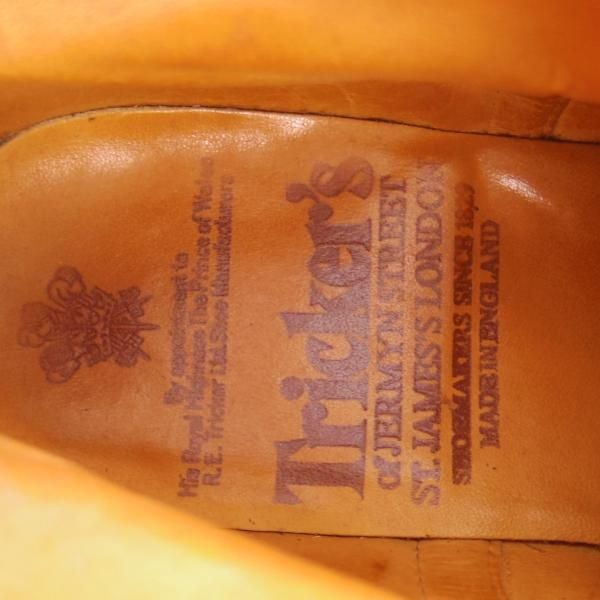 By appointment to
His Royal Highness The Prince of Wales
R.E. Tricker Ltd. Shoe Manufacturers
Tricker's
Of JERMYN STREET
ST. JAMES'S LONDON
SHOEMAKERS SINCE 1829
MADE IN ENGLAND